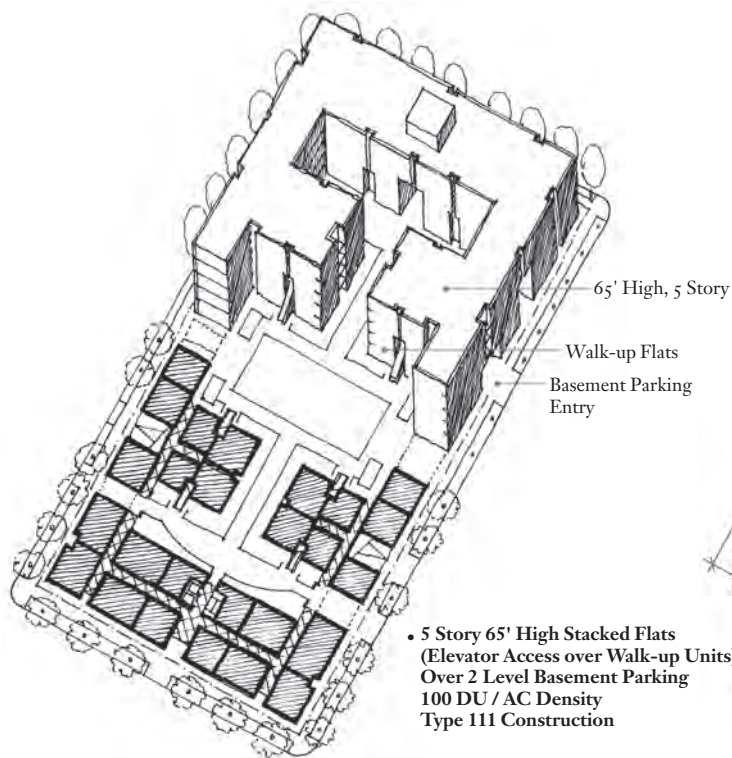 65' High, 5 Story
Walk-up Flats
Basement Parking
Entry
• 5 Story 65' High Stacked Flats
(Elevator Access over Walk-up Units)
Over 2 Level Basement Parking
100 DU / AC Density
Type 111 Construction